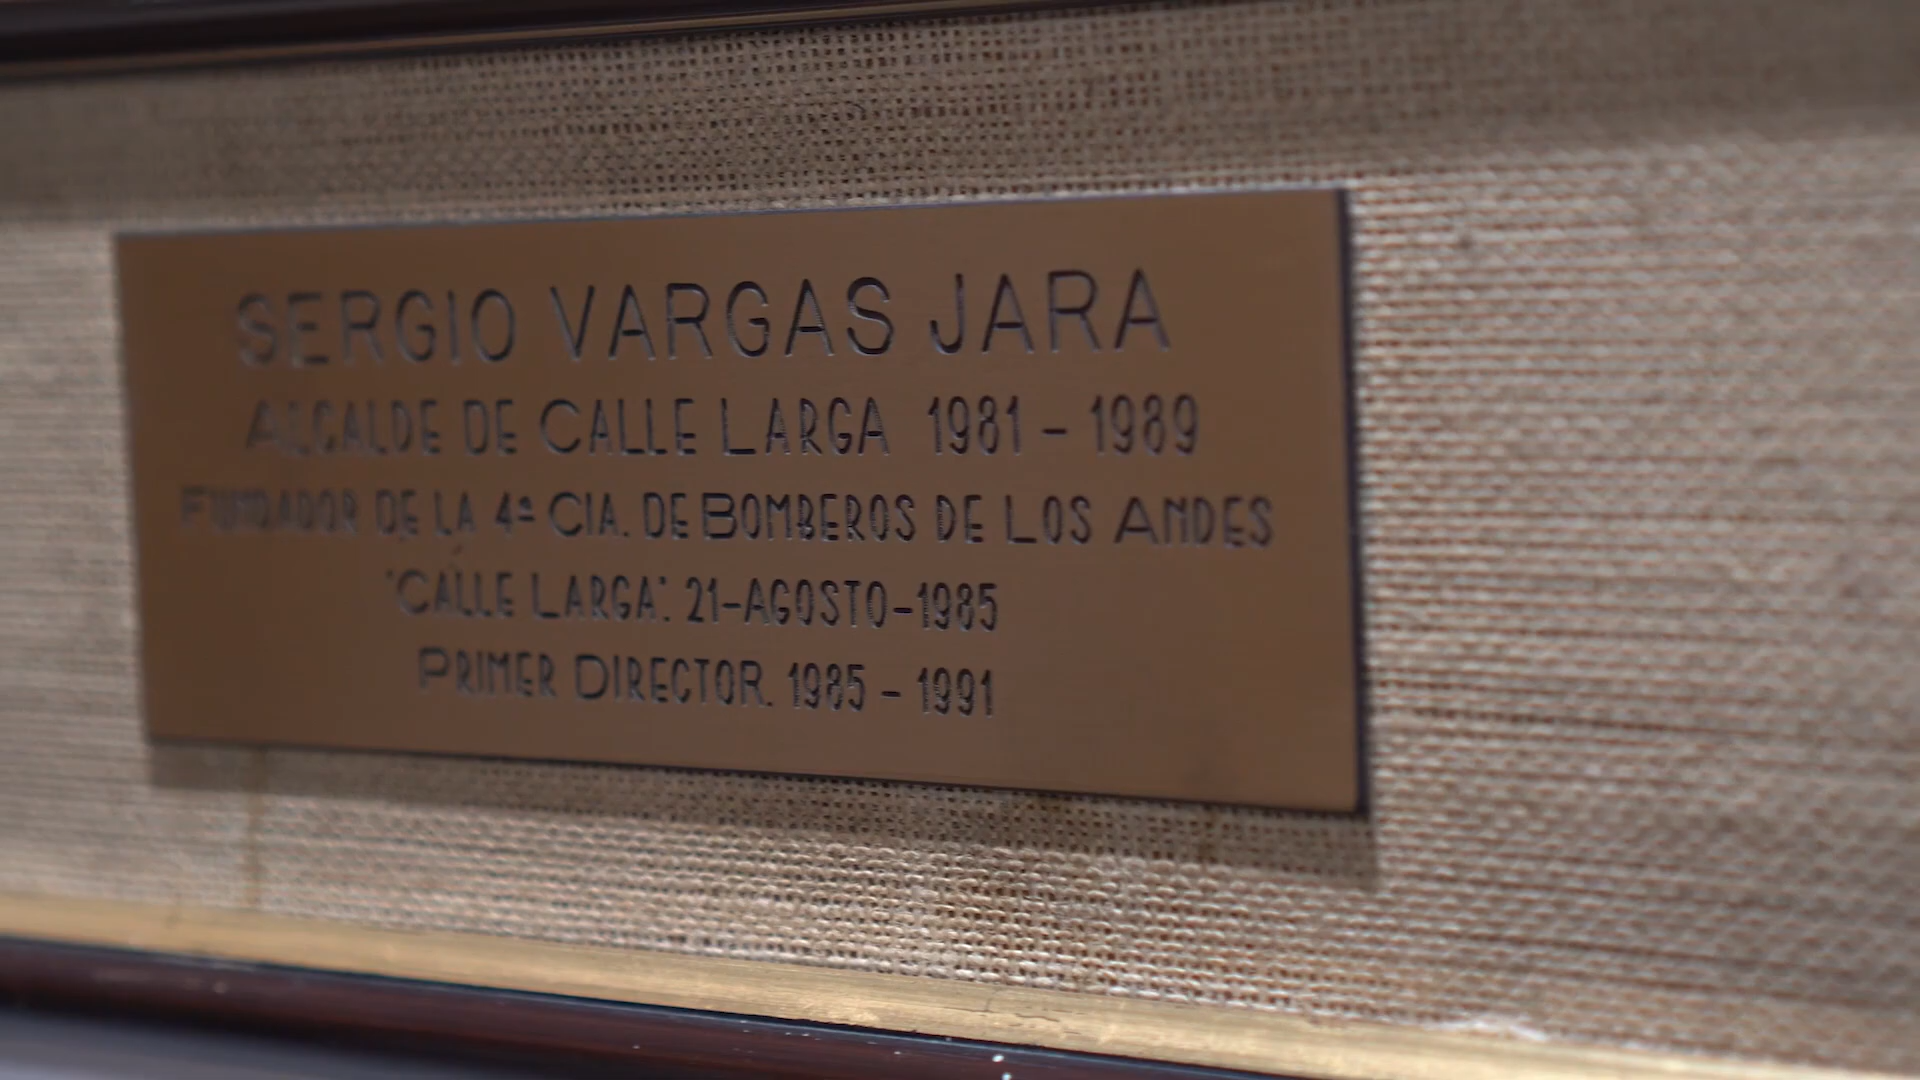 SERGIO VARGAS JARA
ALCALDE DE CALLE LARGA 1981 - 1989
FUNDADOR DE LA 4ª CIA. DE BOMBEROS DE LOS ANDES
"CALLE LARGA". 21-AGOSTO-1985
PRIMER DIRECTOR. 1985 - 1991